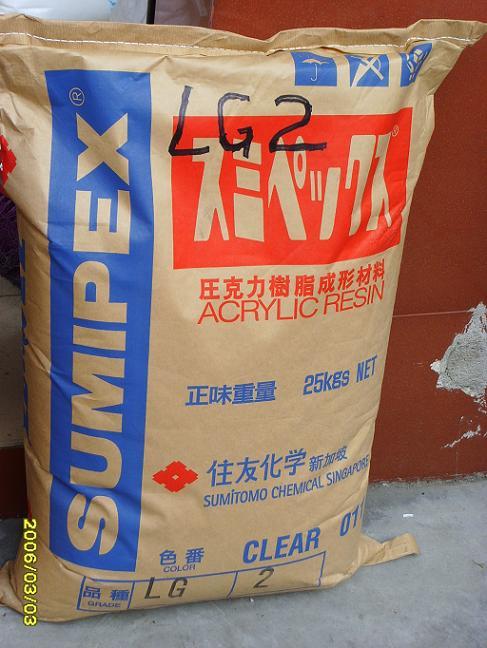 LG2
SUMIPEX®
スミペックス®
圧克力樹脂成形材料
ACRYLIC RESIN
正味重量 25kgs NET
住友化学 新加坡
SUMITOMO CHEMICAL SINGAPORE
色番 COLOR CLEAR 011
品種 GRADE LG 2
2006/03/03